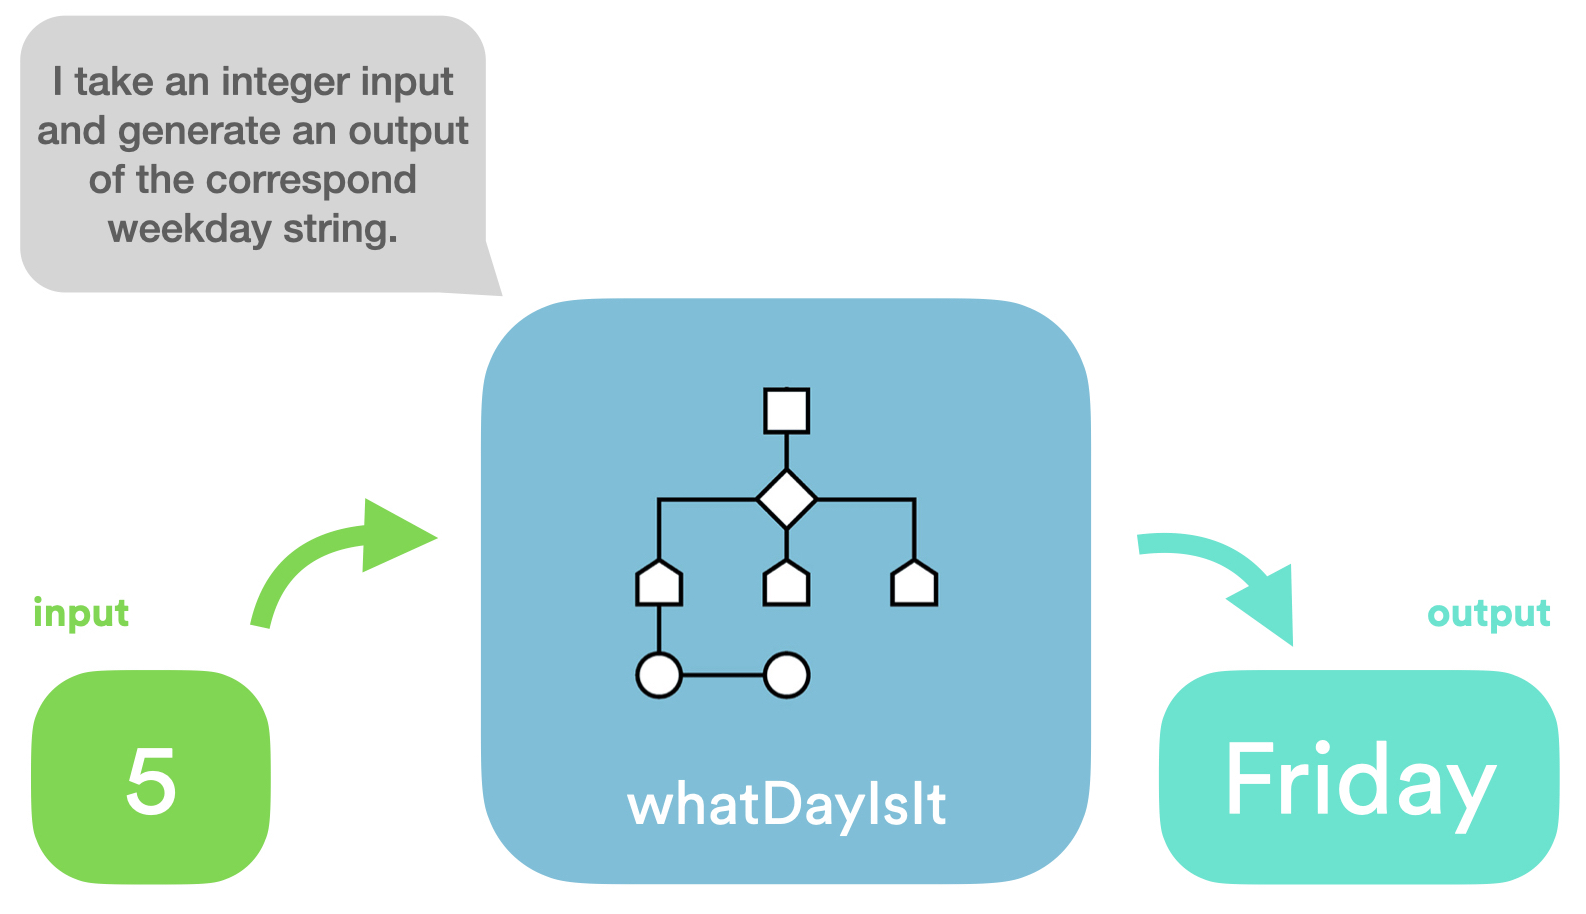 I take an integer input
and generate an output
of the correspond
weekday string.
input
5
whatDayIsIt
output
Friday